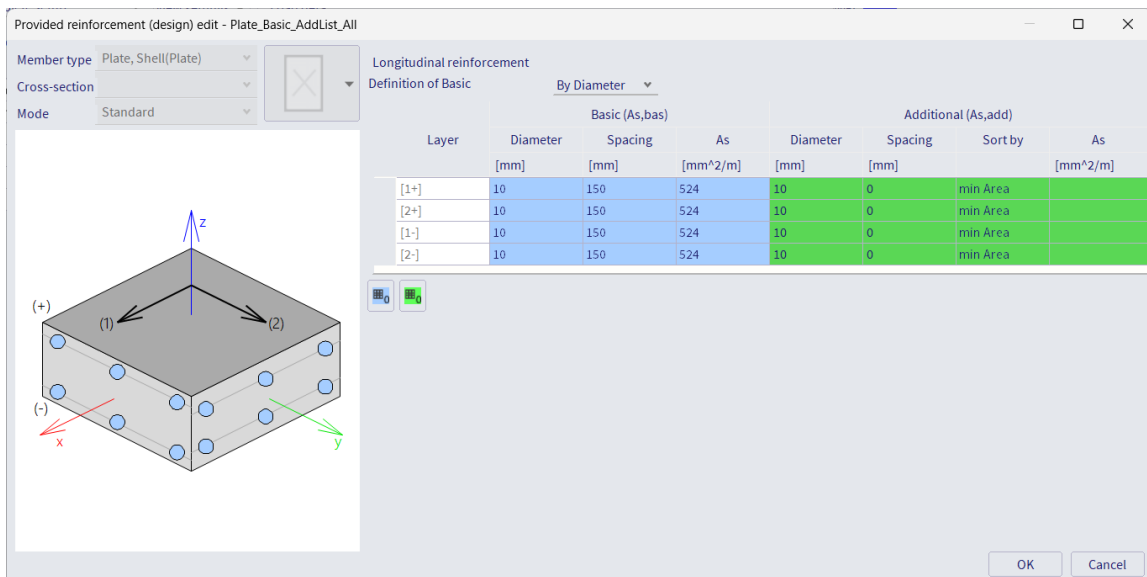 Provided reinforcement (design) edit - Plate_Basic_AddList_All
Member type Plate, Shell(Plate)
Cross-section
Mode Standard
Longitudinal reinforcement
Definition of Basic By Diameter
Basic (As,bas) Additional (As,add)
Layer Diameter Spacing As Diameter Spacing Sort by As
[mm] [mm] [mm^2/m] [mm] [mm] [mm^2/m]
[1+] 10 150 524 10 0 min Area
[2+] 10 150 524 10 0 min Area
[1-] 10 150 524 10 0 min Area
[2-] 10 150 524 10 0 min Area
0 0
z
(+)
(1) (2)
(-)
x y
OK Cancel